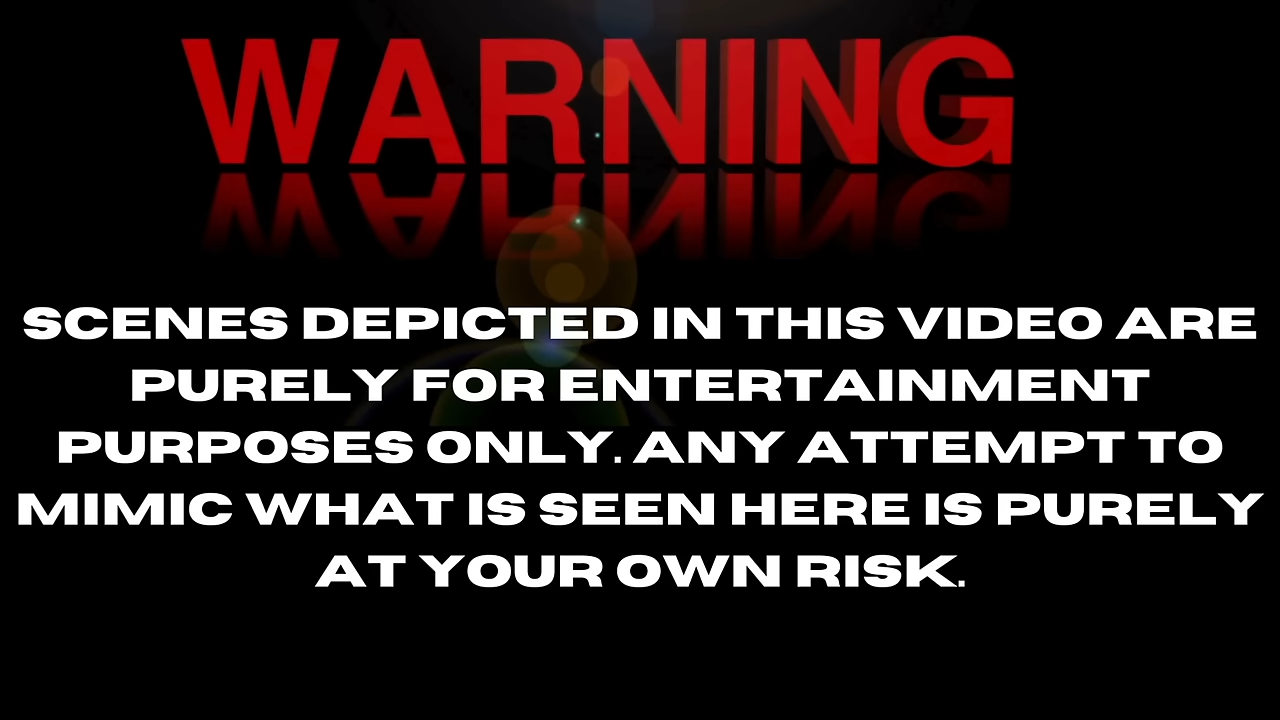 WARNING
SCENES DEPICTED IN THIS VIDEO ARE
PURELY FOR ENTERTAINMENT
PURPOSES ONLY. ANY ATTEMPT TO
MIMIC WHAT IS SEEN HERE IS PURELY
AT YOUR OWN RISK.